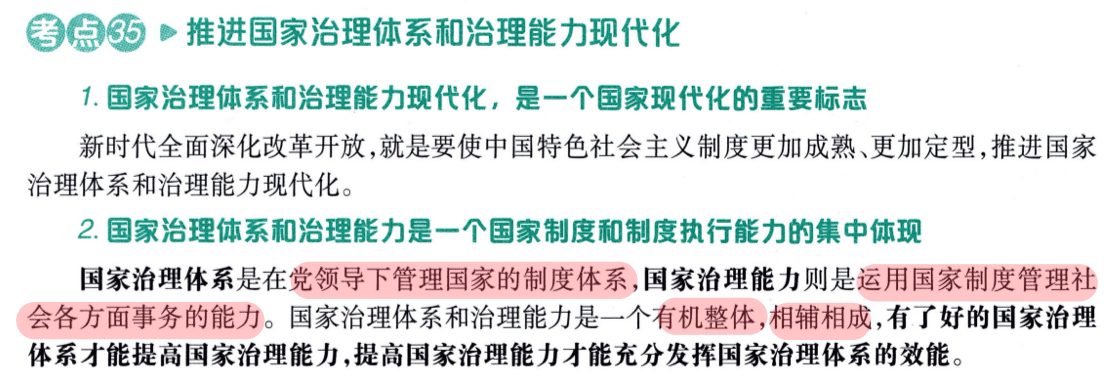 考点35 ▶ 推进国家治理体系和治理能力现代化
1. 国家治理体系和治理能力现代化，是一个国家现代化的重要标志
新时代全面深化改革开放,就是要使中国特色社会主义制度更加成熟、更加定型,推进国家
治理体系和治理能力现代化。
2. 国家治理体系和治理能力是一个国家制度和制度执行能力的集中体现
国家治理体系是在党领导下管理国家的制度体系,国家治理能力则是运用国家制度管理社
会各方面事务的能力。国家治理体系和治理能力是一个有机整体,相辅相成,有了好的国家治理
体系才能提高国家治理能力,提高国家治理能力才能充分发挥国家治理体系的效能。